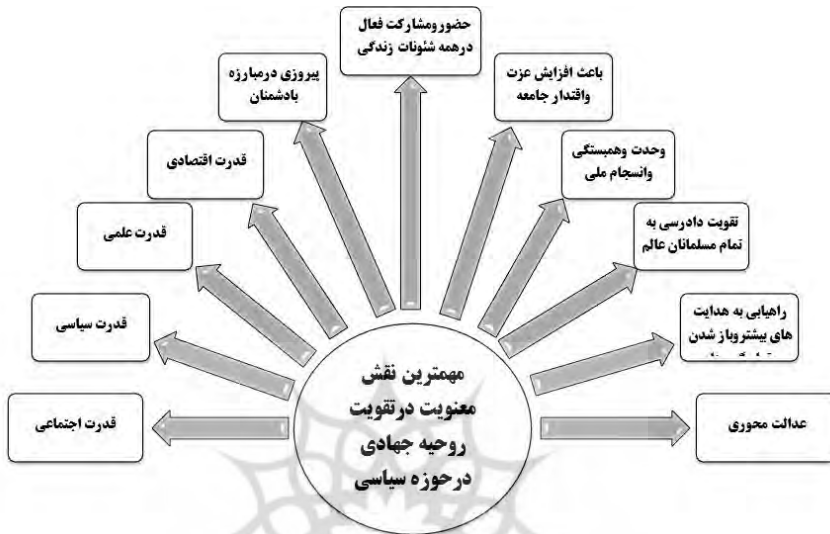 حضورومشارکت فعال
درهمه شئونات زندگی
باعث افزایش عزت
واقتدار جامعه
پیروزی درمبارزه
بادشمنان
وحدت وهمبستگی
وانسجام ملی
قدرت اقتصادی
تقویت دادرسی به
تمام مسلمانان عالم
قدرت علمی
راهیابی به هدایت
های بیشتروباز شدن
قدرت سیاسی
عدالت محوری
قدرت اجتماعی
مهمترین نقش
معنویت درتقویت
روحیه جهادی
درحوزه سیاسی